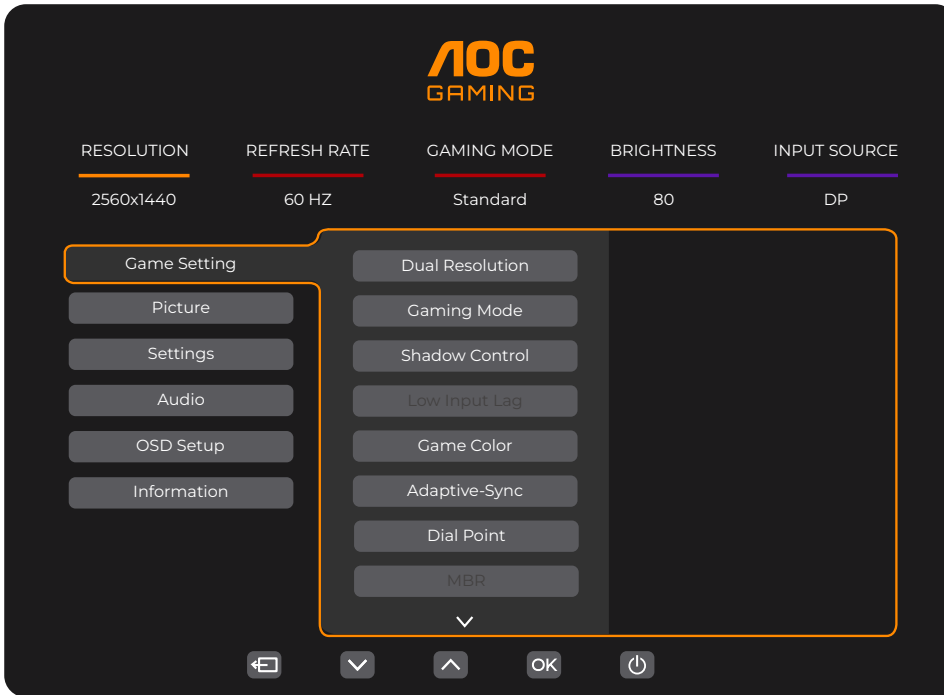 AOC
GAMING
RESOLUTION REFRESH RATE GAMING MODE BRIGHTNESS INPUT SOURCE
2560x1440 60 HZ Standard 80 DP
Game Setting
Picture
Settings
Audio
OSD Setup
Information
Dual Resolution
Gaming Mode
Shadow Control
Low Input Lag
Game Color
Adaptive-Sync
Dial Point
MBR
OK